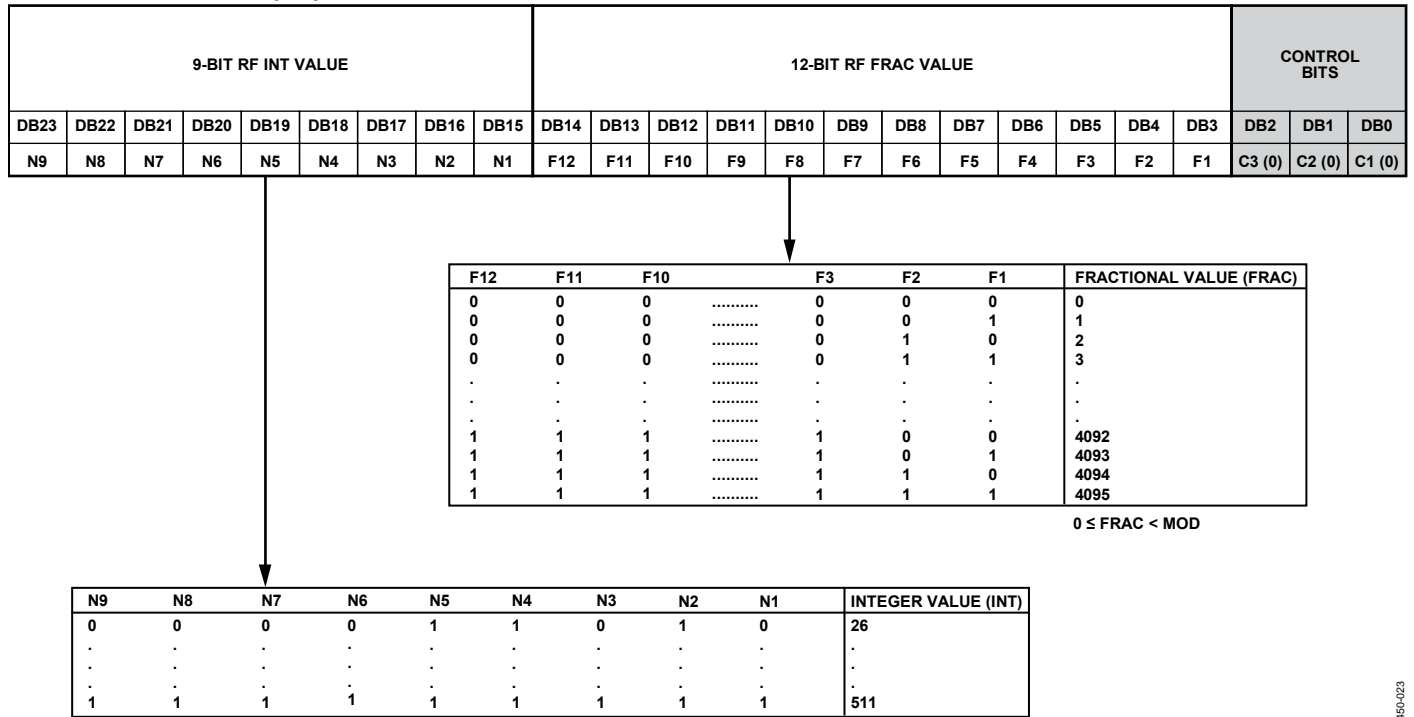 9-BIT RF INT VALUE 12-BIT RF FRAC VALUE CONTROL
BITS
DB23 DB22 DB21 DB20 DB19 DB18 DB17 DB16 DB15 DB14 DB13 DB12 DB11 DB10 DB9 DB8 DB7 DB6 DB5 DB4 DB3 DB2 DB1 DB0
N9 N8 N7 N6 N5 N4 N3 N2 N1 F12 F11 F10 F9 F8 F7 F6 F5 F4 F3 F2 F1 C3 (0) C2 (0) C1 (0)
F12 F11 F10 F3 F2 F1 FRACTIONAL VALUE (FRAC)
0 0 0 .......... 0 0 0 0
0 0 0 .......... 0 0 1 1
0 0 0 .......... 0 1 0 2
0 0 0 .......... 0 1 1 3
. . . .......... . . . .
. . . .......... . . . .
. . . .......... . . . .
1 1 1 .......... 1 0 0 4092
1 1 1 .......... 1 0 1 4093
1 1 1 .......... 1 1 0 4094
1 1 1 .......... 1 1 1 4095
0 ≤ FRAC < MOD
N9 N8 N7 N6 N5 N4 N3 N2 N1 INTEGER VALUE (INT)
0 0 0 0 1 1 0 1 0 26
. . . . . . . . . .
. . . . . . . . . .
. . . . . . . . . .
1 1 1 1 1 1 1 1 1 511